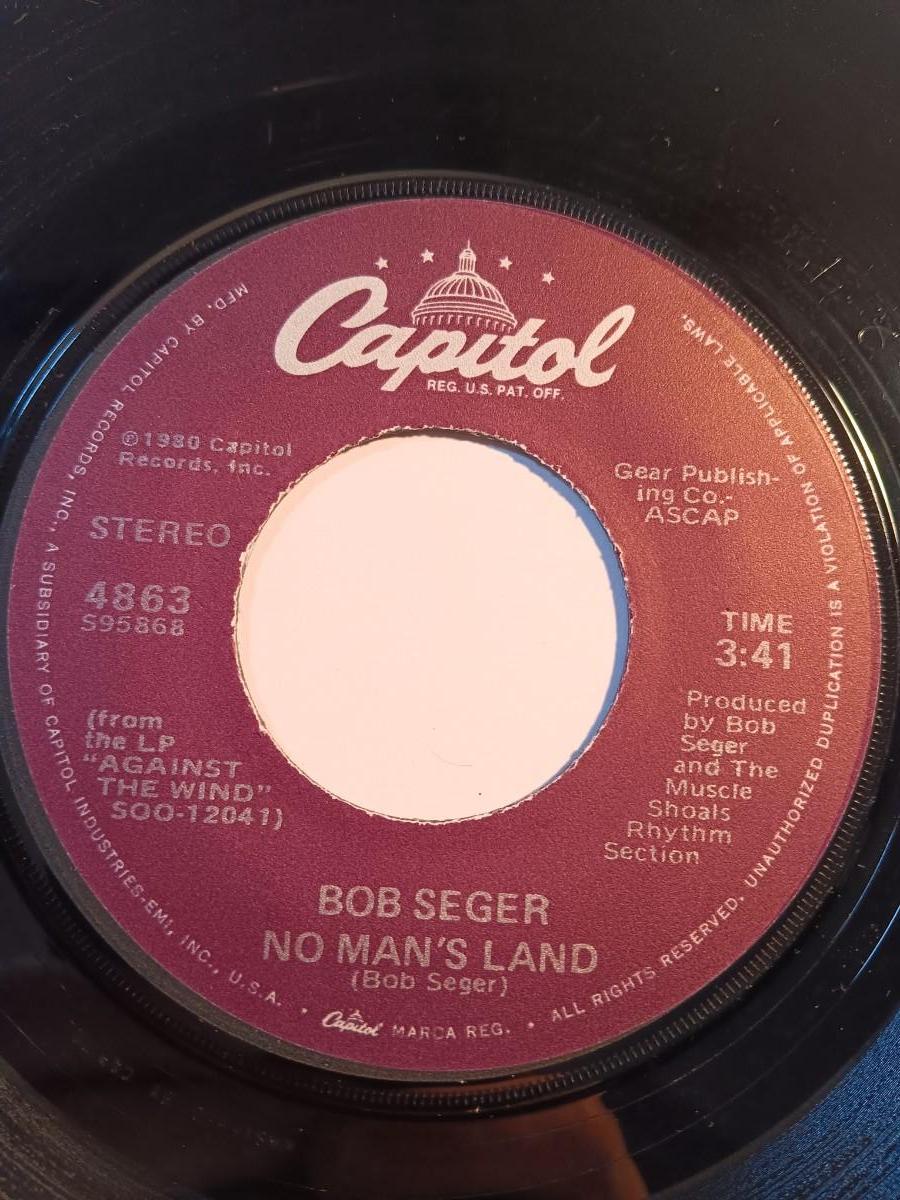 Capitol
REG. U.S. PAT. OFF.
℗1980 Capitol
Records, Inc.
STEREO
4863
S95868
(from
the LP
“AGAINST
THE WIND”
SOO-12041)
Gear Publish-
ing Co.-
ASCAP
TIME
3:41
Produced
by Bob
Seger
and The
Muscle
Shoals
Rhythm
Section
BOB SEGER
NO MAN'S LAND
(Bob Seger)
MFD. BY CAPITOL RECORDS, INC., A SUBSIDIARY OF CAPITOL INDUSTRIES-EMI, INC., U.S.A. • Capitol MARCA REG. • ALL RIGHTS RESERVED. UNAUTHORIZED DUPLICATION IS A VIOLATION OF APPLICABLE LAWS.